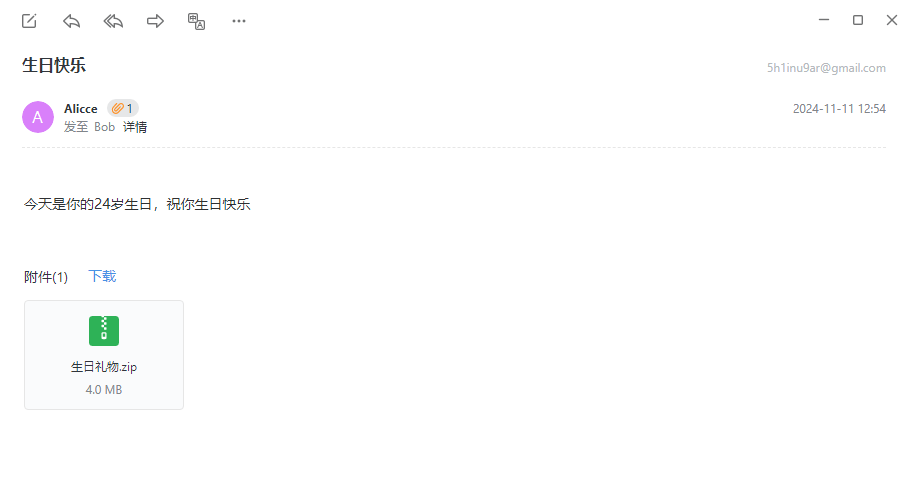 生日快乐
5h1inu9ar@gmail.com
A
Alicce 1
2024-11-11 12:54
发至 Bob 详情
今天是你的24岁生日，祝你生日快乐
附件(1) 下载
生日礼物.zip
4.0 MB